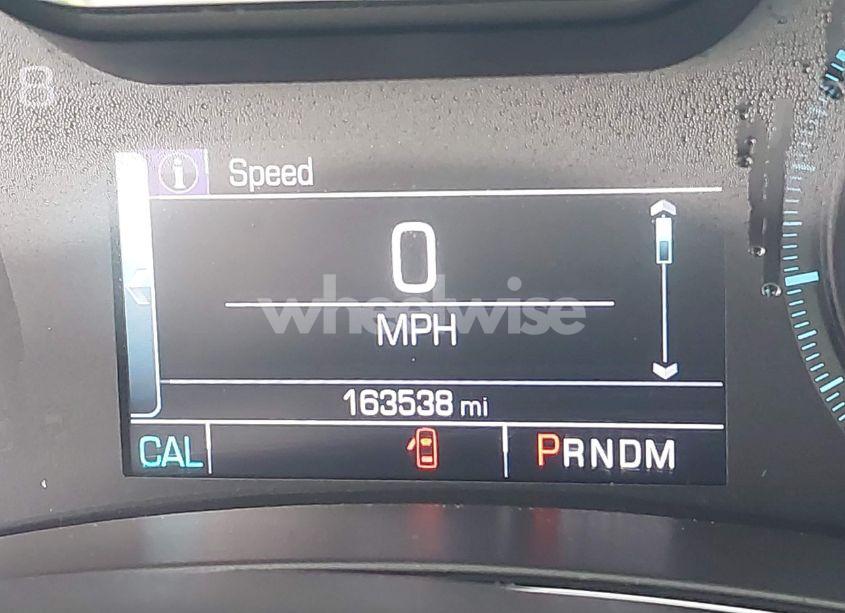 8
i Speed
0
MPH
wheelwise
163538 mi
CAL PRNDM